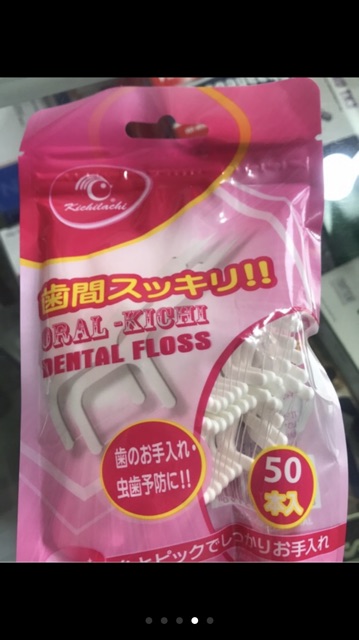 Kichilachi
歯間スッキリ!!
ORAL-KICHI
DENTAL FLOSS
歯のお手入れ・
虫歯予防に!!
50
本入
とピックでしっかりお手入れ